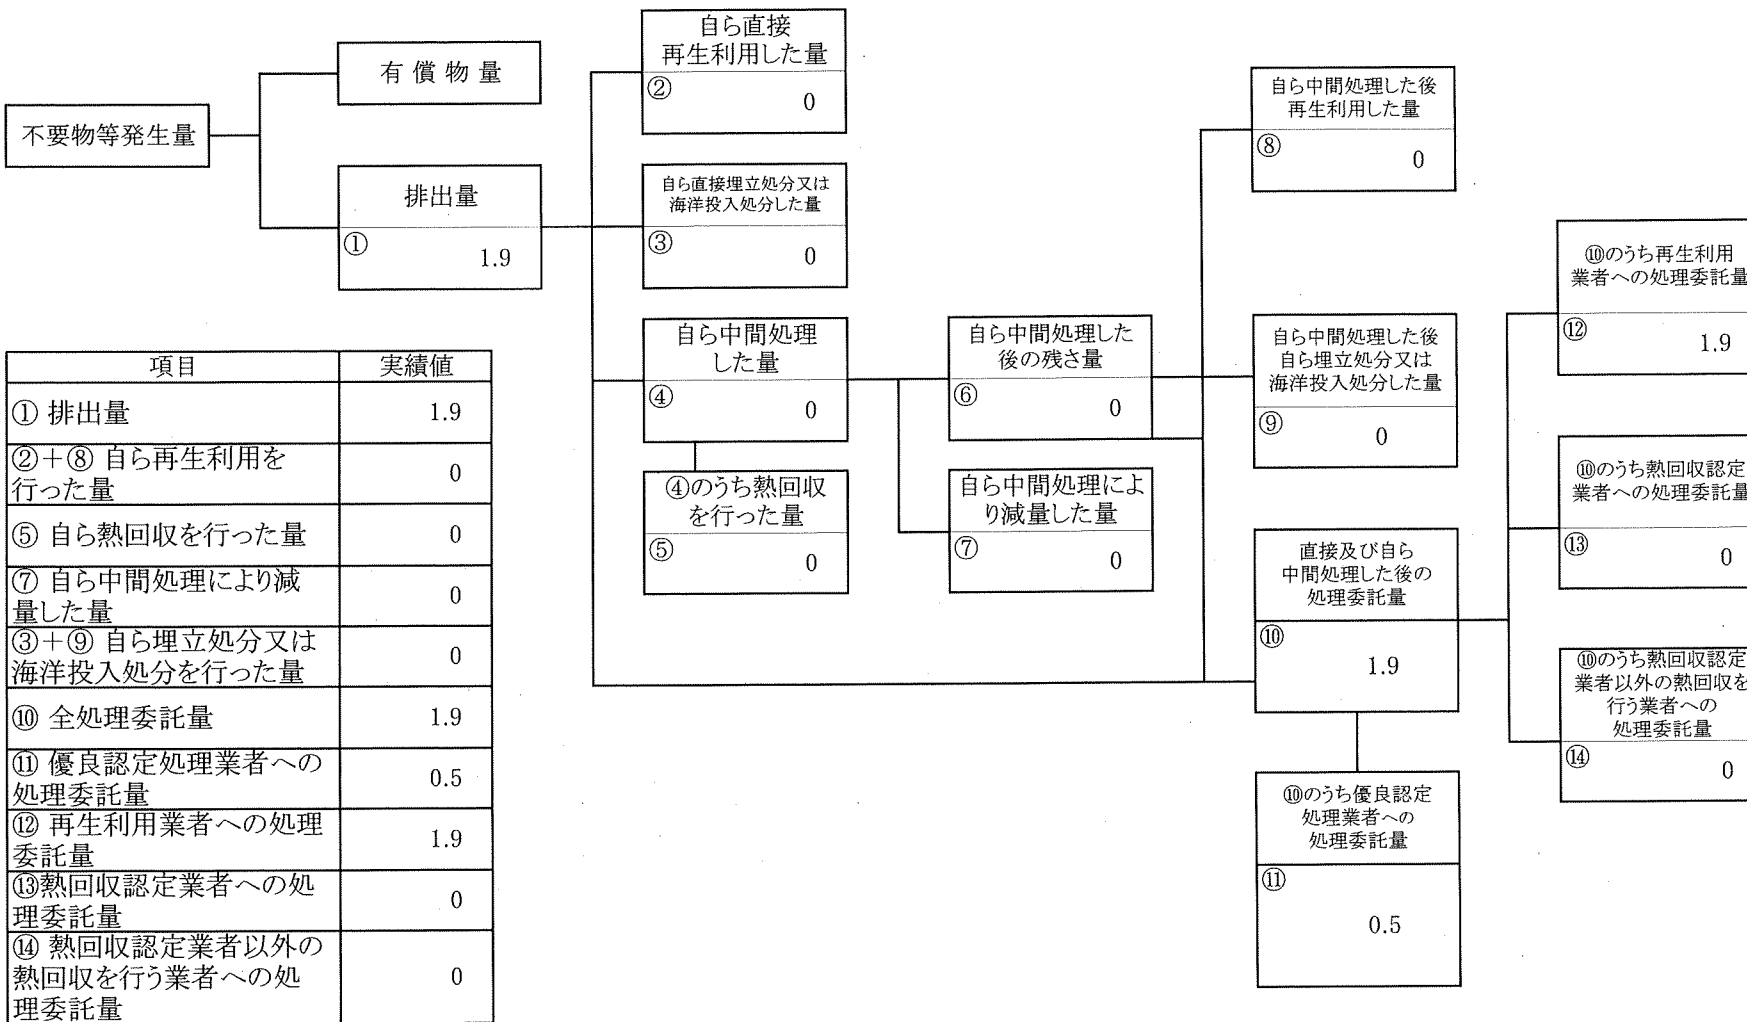 不要物等発生量
有償物量
排出量
①
1.9
自ら直接
再生利用した量
②
0
自ら直接埋立処分又は
海洋投入処分した量
③
0
自ら中間処理
した量
④
0
④のうち熱回収
を行った量
⑤
0
自ら中間処理した
後の残さ量
⑥
0
自ら中間処理によ
り減量した量
⑦
0
自ら中間処理した後
再生利用した量
⑧
0
自ら中間処理した後
自ら埋立処分又は
海洋投入処分した量
⑨
0
直接及び自ら
中間処理した後の
処理委託量
⑩
1.9
⑩のうち優良認定
処理業者への
処理委託量
⑪
0.5
⑩のうち再生利用
業者への処理委託量
⑫
1.9
⑩のうち熱回収認定
業者への処理委託量
⑬
0
⑩のうち熱回収認定
業者以外の熱回収を
行う業者への
処理委託量
⑭
0
項目 実績値
① 排出量 1.9
②+⑧ 自ら再生利用を
行った量 0
⑤ 自ら熱回収を行った量 0
⑦ 自ら中間処理により減
量した量 0
③+⑨ 自ら埋立処分又は
海洋投入処分を行った量 0
⑩ 全処理委託量 1.9
⑪ 優良認定処理業者への
処理委託量 0.5
⑫ 再生利用業者への処理
委託量 1.9
⑬熱回収認定業者への処
理委託量 0
⑭ 熱回収認定業者以外の
熱回収を行う業者への処
理委託量 0